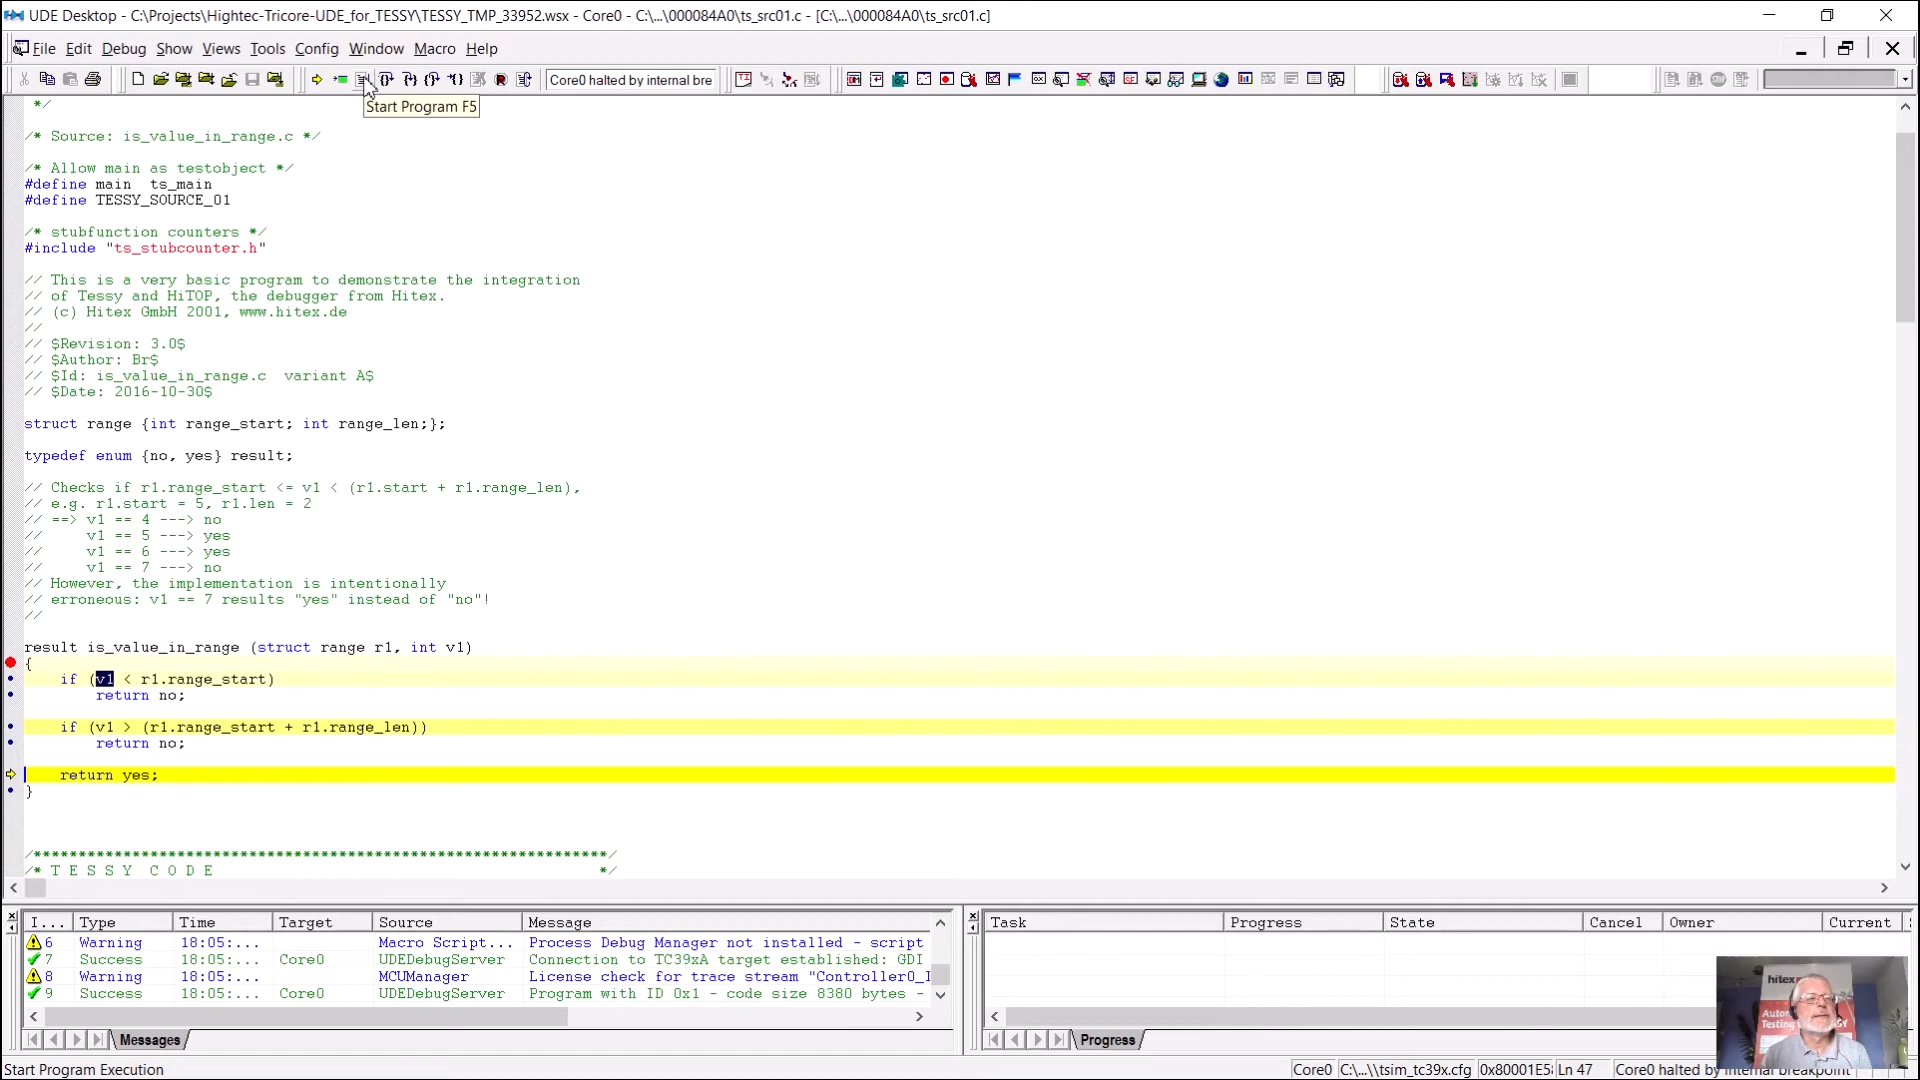 UDE Desktop - C:\Projects\Hightec-Tricore-UDE_for_TESSY\TESSY_TMP_33952.wsx - Core0 - C:\...\000084A0\ts_src01.c - [C:\...\000084A0\ts_src01.c]
File Edit Debug Show Views Tools Config Window Macro Help
Core0 halted by internal bre
Start Program F5
*/
/* Source: is_value_in_range.c */
/* Allow main as testobject */
#define main  ts_main
#define TESSY_SOURCE_01
/* stubfunction counters */
#include "ts_stubcounter.h"
// This is a very basic program to demonstrate the integration
// of Tessy and HiTOP, the debugger from Hitex.
// (c) Hitex GmbH 2001, www.hitex.de
//
// $Revision: 3.0$
// $Author: Br$
// $Id: is_value_in_range.c  variant A$
// $Date: 2016-10-30$
struct range {int range_start; int range_len;};
typedef enum {no, yes} result;
// Checks if r1.range_start <= v1 < (r1.start + r1.range_len),
// e.g. r1.start = 5, r1.len = 2
// ==> v1 == 4 ---> no
//     v1 == 5 ---> yes
//     v1 == 6 ---> yes
//     v1 == 7 ---> no
// However, the implementation is intentionally
// erroneous: v1 == 7 results "yes" instead of "no"!
//
result is_value_in_range (struct range r1, int v1)
{
if (v1 < r1.range_start)
return no;
if (v1 > (r1.range_start + r1.range_len))
return no;
return yes;
}
/****************************************************************/
/* T E S S Y  C O D E */
I... Type Time Target Source Message
6 Warning 18:05:... Macro Script... Process Debug Manager not installed - script
7 Success 18:05:... Core0 UDEDebugServer Connection to TC39xA target established: GDI
8 Warning 18:05:... MCUManager License check for trace stream "Controller0_I
9 Success 18:05:... Core0 UDEDebugServer Program with ID 0x1 - code size 8380 bytes -
Messages
Task Progress State Cancel Owner Current
Progress
hitex
Start Program Execution
Core0 C:\...\tsim_tc39x.cfg 0x80001E5 Ln 47 Core0 halted by internal breakpoint